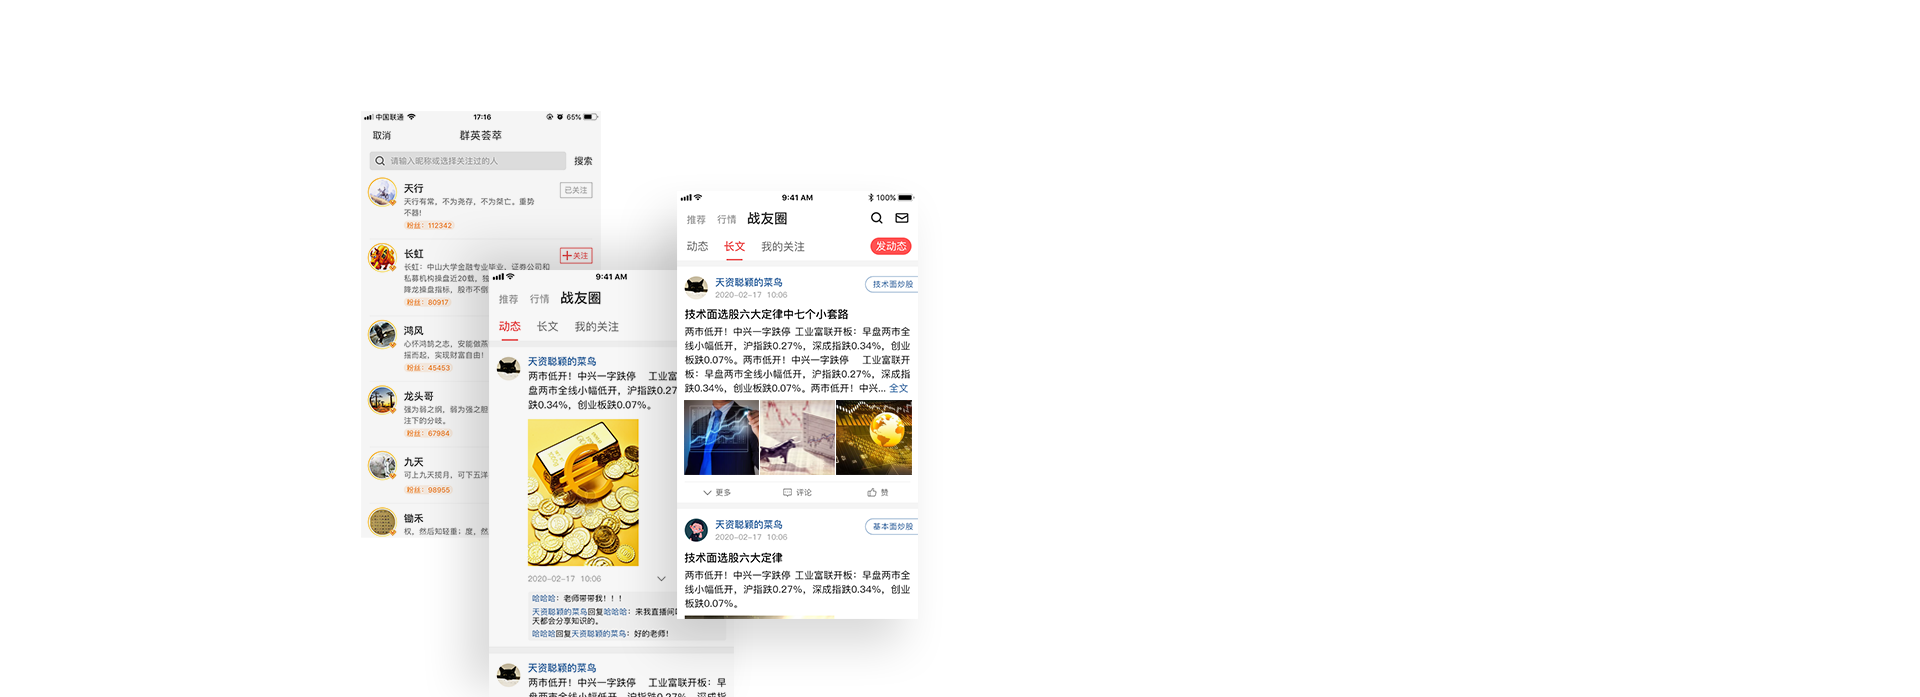 中国联通
17:16
65%
取消
群英荟萃
请输入昵称或选择关注过的人
搜索
天行
已关注
天行有常，不为尧存，不为桀亡。重势
不器!
粉丝：112342
长虹
关注
长虹：中山大学金融专业毕业，证券公司和
私募机构操盘近20载，独
降龙操盘指标，股市不倒
粉丝：80917
鸿风
心怀鸿鹄之志，安能做燕
摇而起，实现财富自由!
粉丝：45453
龙头哥
强为弱之纲，弱为强之胆
注下的分岐。
粉丝：67984
九天
可上九天揽月，可下五洋
粉丝：98955
锄禾
权，然后知轻重；度，然
9:41 AM
推荐
行情
战友圈
动态
长文
我的关注
天资聪颖的菜鸟
两市低开！中兴一字跌停 工业富
盘两市全线小幅低开，沪指跌0.27
跌0.34%，创业板跌0.07%。
2020-02-17 10:06
哈哈哈：老师带带我！！！
天资聪颖的菜鸟回复哈哈哈：来我直播间
天都会分享知识的。
哈哈哈回复天资聪颖的菜鸟：好的老师!
天资聪颖的菜鸟
两市低开！中兴一字跌停 工业富联开板：早
盘两市全线小幅低开，沪指跌0.27%，深成指
9:41 AM
100%
推荐
行情
战友圈
动态
长文
我的关注
发动态
天资聪颖的菜鸟
2020-02-17 10:06
技术面炒股
技术面选股六大定律中七个小套路
两市低开！中兴一字跌停 工业富联开板：早盘两市全
线小幅低开，沪指跌0.27%，深成指跌0.34%，创业
板跌0.07%。两市低开！中兴一字跌停 工业富联开
板：早盘两市全线小幅低开，沪指跌0.27%，深成指
跌0.34%，创业板跌0.07%。两市低开！中兴... 全文
更多
评论
赞
天资聪颖的菜鸟
2020-02-17 10:06
基本面炒股
技术面选股六大定律
两市低开！中兴一字跌停 工业富联开板：早盘两市全
线小幅低开，沪指跌0.27%，深成指跌0.34%，创业
板跌0.07%。